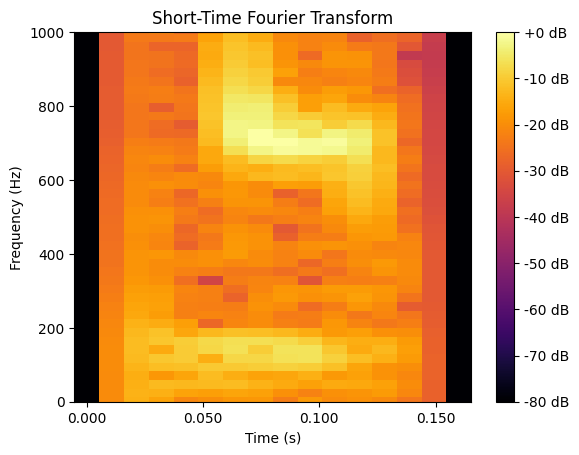 Short-Time Fourier Transform
1000
800
600
400
200
0
Frequency (Hz)
0.000
0.050
0.100
0.150
Time (s)
+0 dB
-10 dB
-20 dB
-30 dB
-40 dB
-50 dB
-60 dB
-70 dB
-80 dB